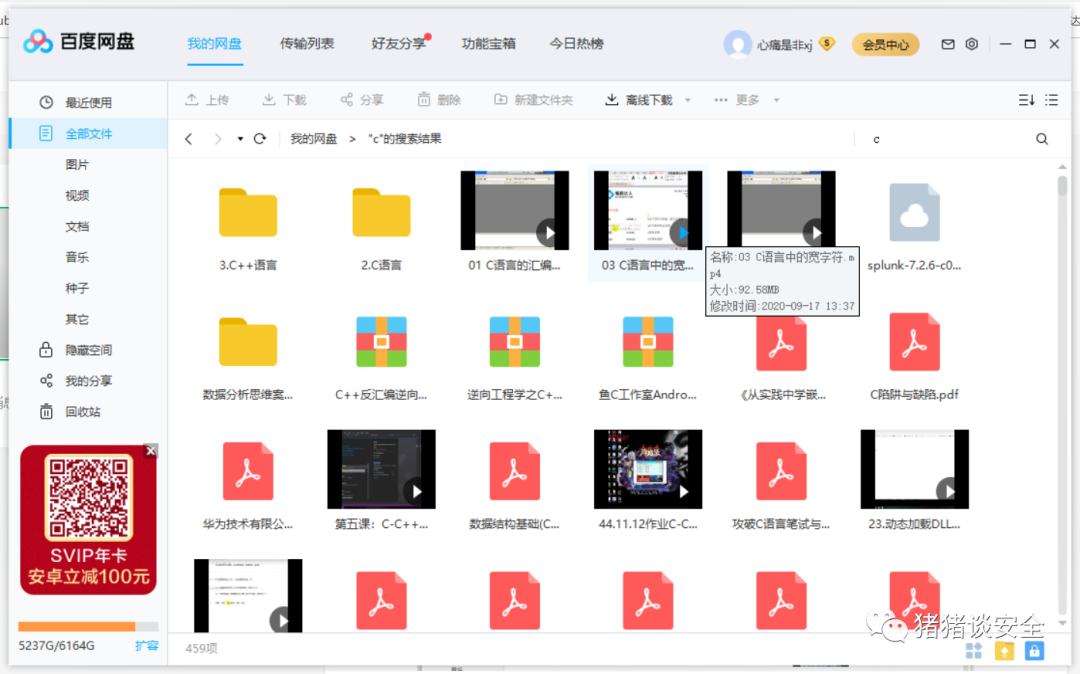 百度网盘
我的网盘
传输列表
好友分享
功能宝箱
今日热榜
心痛是非xj
S
会员中心
最近使用
全部文件
图片
视频
文档
音乐
种子
其它
隐藏空间
我的分享
回收站
上传
下载
分享
删除
新建文件夹
离线下载
更多
我的网盘 > "c"的搜索结果
c
3.C++语言
2.C语言
01 C语言的汇编...
03 C语言中的宽...
splunk-7.2.6-c0...
名称:03 C语言中的宽字符.m
p4
大小:92.58MB
修改时间:2020-09-17 13:37
数据分析思维案...
C++反汇编逆向...
逆向工程学之C+...
鱼C工作室Andro...
《从实践中学嵌...
C陷阱与缺陷.pdf
华为技术有限公...
第五课：C-C++...
数据结构基础(C...
44.11.12作业C-C...
攻破C语言笔试与...
23.动态加载DLL...
SVIP年卡
安卓立减100元
5237G/6164G
扩容
459项
猪猪谈安全